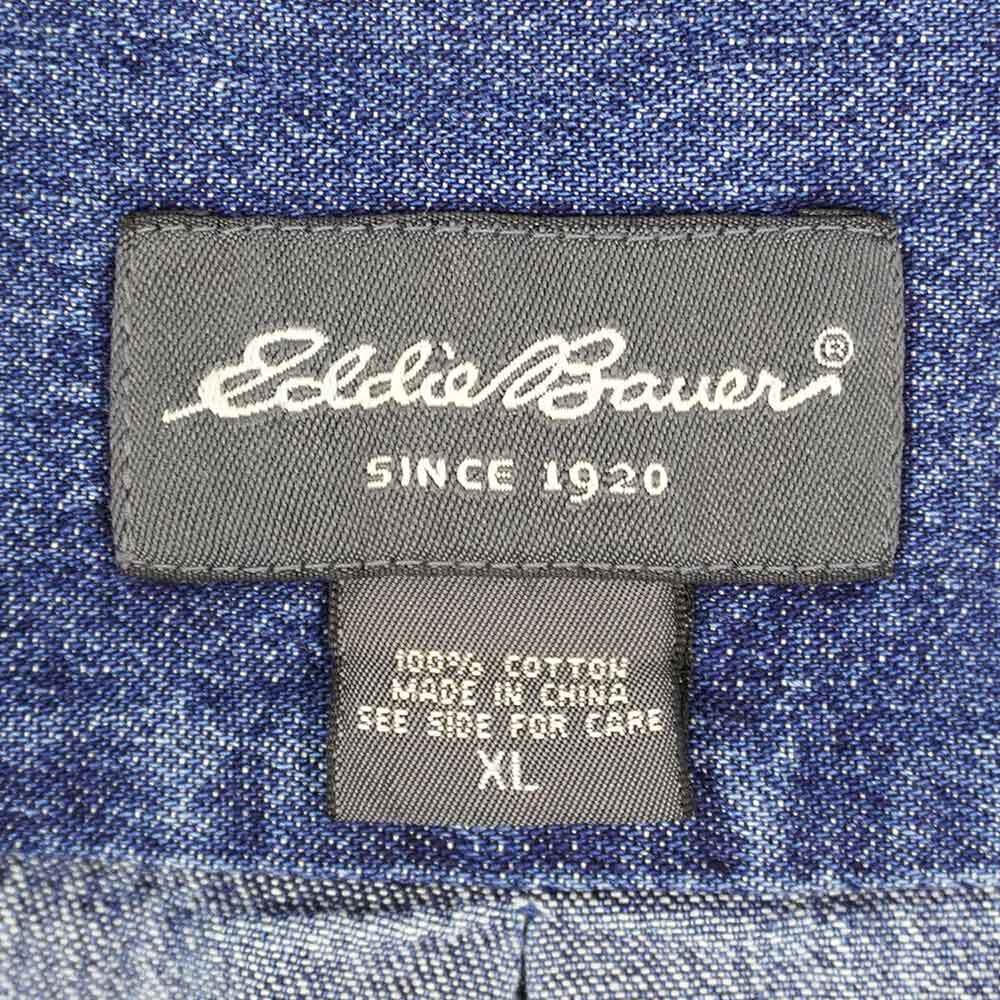 Eddie Bauer®
SINCE 1920
100% COTTON
MADE IN CHINA
SEE SIDE FOR CARE
XL